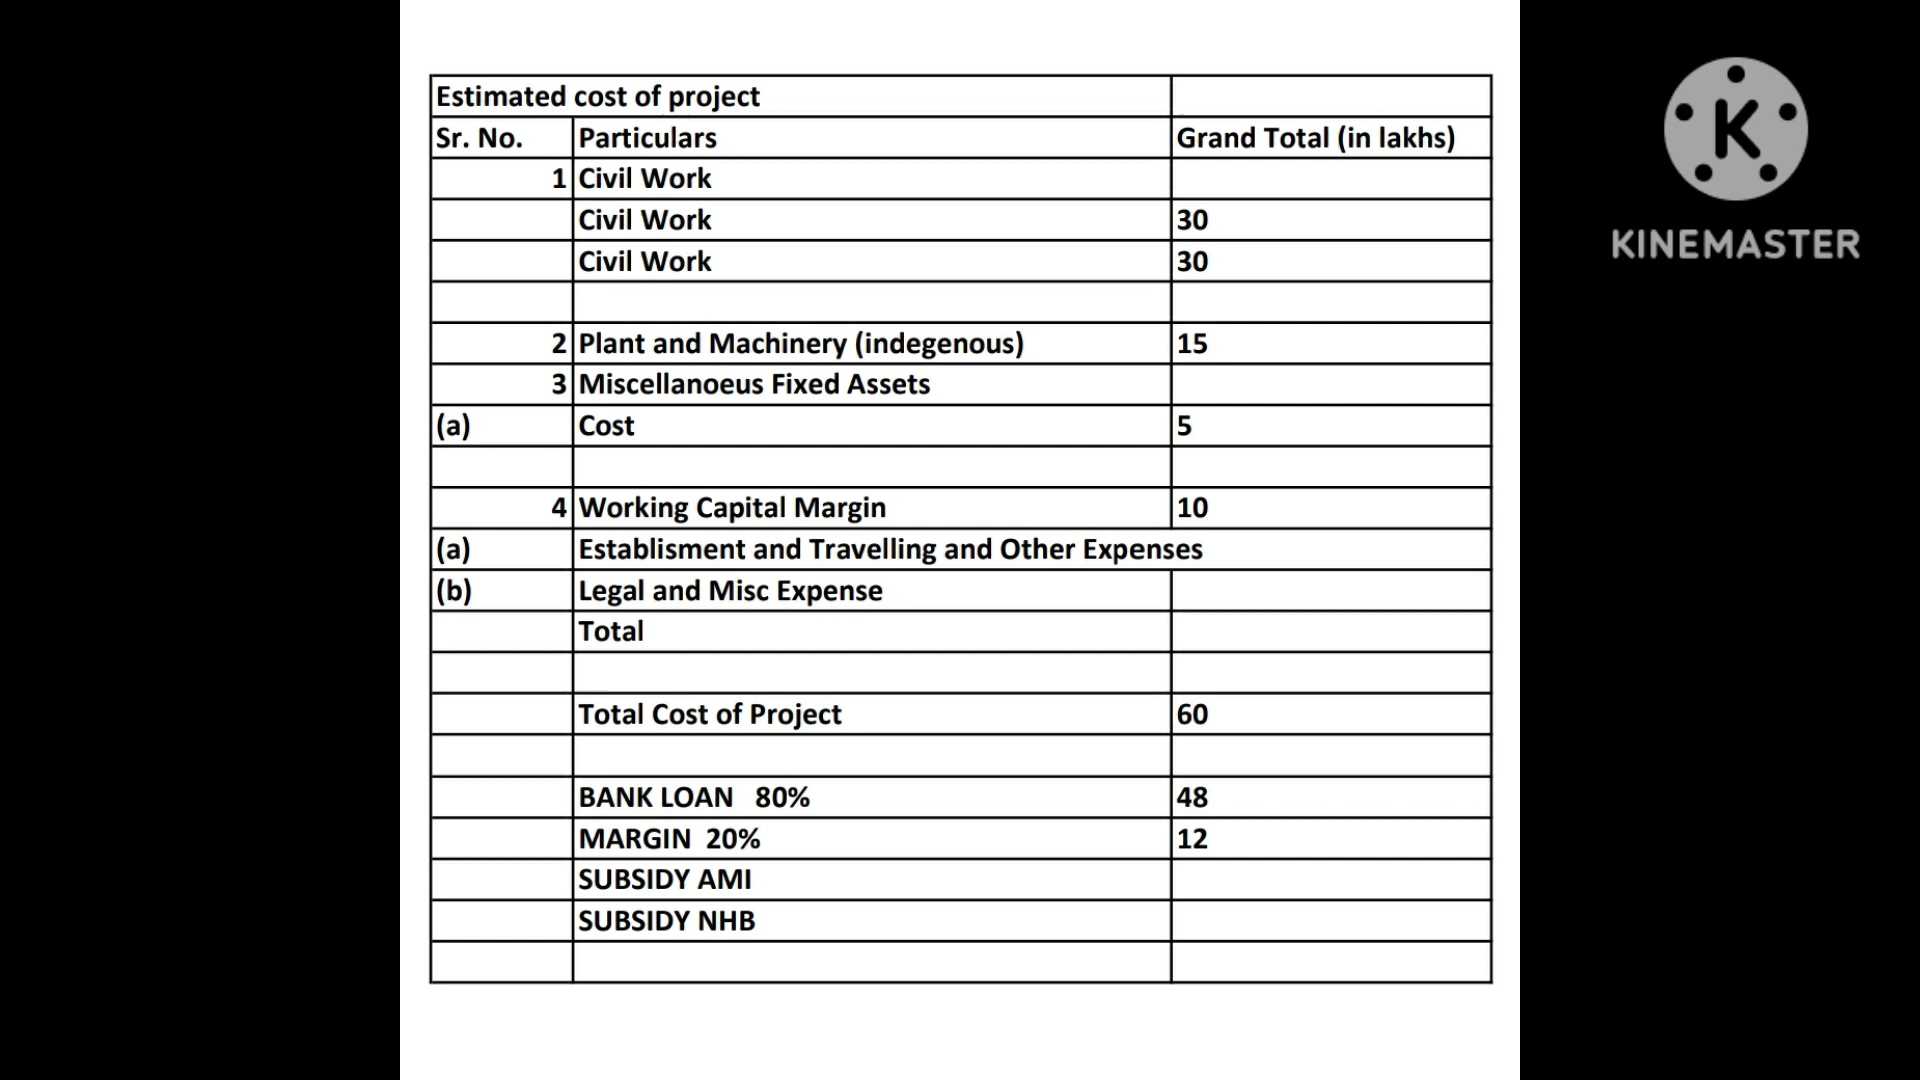 Estimated cost of project
Sr. No. Particulars Grand Total (in lakhs)
1 Civil Work
Civil Work 30
Civil Work 30
2 Plant and Machinery (indegenous) 15
3 Miscellanoeus Fixed Assets
(a) Cost 5
4 Working Capital Margin 10
(a) Establisment and Travelling and Other Expenses
(b) Legal and Misc Expense
Total
Total Cost of Project 60
BANK LOAN 80% 48
MARGIN 20% 12
SUBSIDY AMI
SUBSIDY NHB
K
KINEMASTER